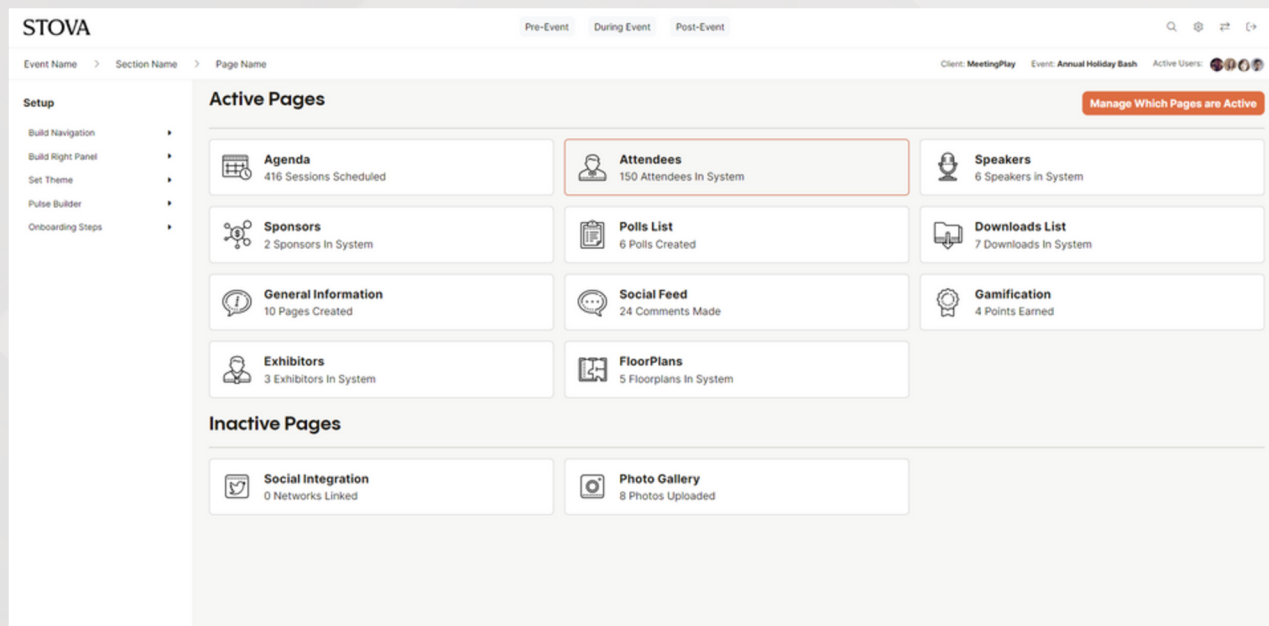 STOVA
Pre-Event During Event Post-Event
Event Name > Section Name > Page Name
Client: MeetingPlay Event: Annual Holiday Bash Active Users:
Setup
Build Navigation
Build Right Panel
Set Theme
Pulse Builder
Onboarding Steps
Active Pages
Manage Which Pages are Active
Agenda
416 Sessions Scheduled
Attendees
150 Attendees In System
Speakers
6 Speakers in System
Sponsors
2 Sponsors In System
Polls List
6 Polls Created
Downloads List
7 Downloads In System
General Information
10 Pages Created
Social Feed
24 Comments Made
Gamification
4 Points Earned
Exhibitors
3 Exhibitors In System
FloorPlans
5 Floorplans In System
Inactive Pages
Social Integration
0 Networks Linked
Photo Gallery
8 Photos Uploaded